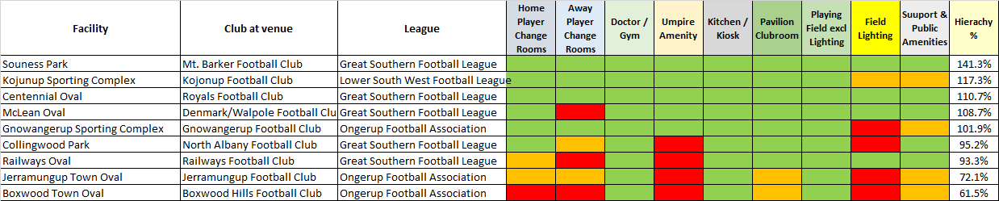 Facility Club at venue League Home Player Change Rooms Away Player Change Rooms Doctor / Gym Umpire Amenity Kitchen / Kiosk Pavilion Clubroom Playing Field excl Lighting Field Lighting Suuport & Public Amenities Hierachy %
Souness Park Mt. Barker Football Club Great Southern Football League 141.3%
Kojunup Sporting Complex Kojonup Football Club Lower South West Football League 117.3%
Centennial Oval Royals Football Club Great Southern Football League 110.7%
McLean Oval Denmark/Walpole Football Clu Great Southern Football League 108.7%
Gnowangerup Sporting Complex Gnowangerup Football Club Ongerup Football Association 101.9%
Collingwood Park North Albany Football Club Great Southern Football League 95.2%
Railways Oval Railways Football Club Great Southern Football League 93.3%
Jerramungup Town Oval Jerramungup Football Club Ongerup Football Association 72.1%
Boxwood Town Oval Boxwood Hills Football Club Ongerup Football Association 61.5%